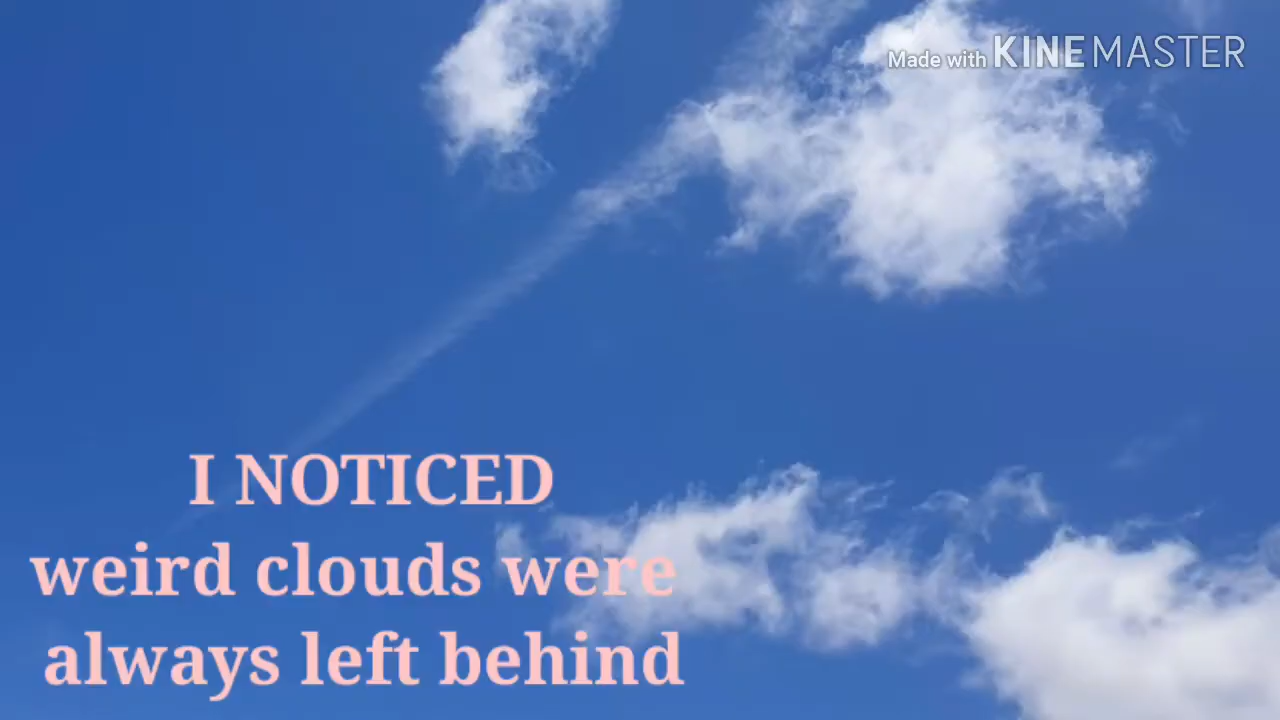 Made with KINEMASTER
I NOTICED
weird clouds were
always left behind